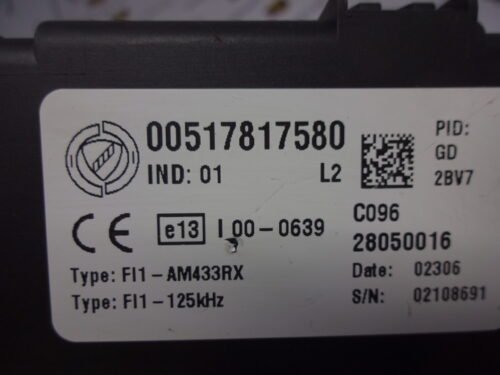 00517817580
IND: 01 L2
PID:
GD
2BV7
CE e13 I 00-0639
C096
28050016
Type: FI1-AM433RX
Date: 02306
Type: FI1-125kHz
S/N: 02108691